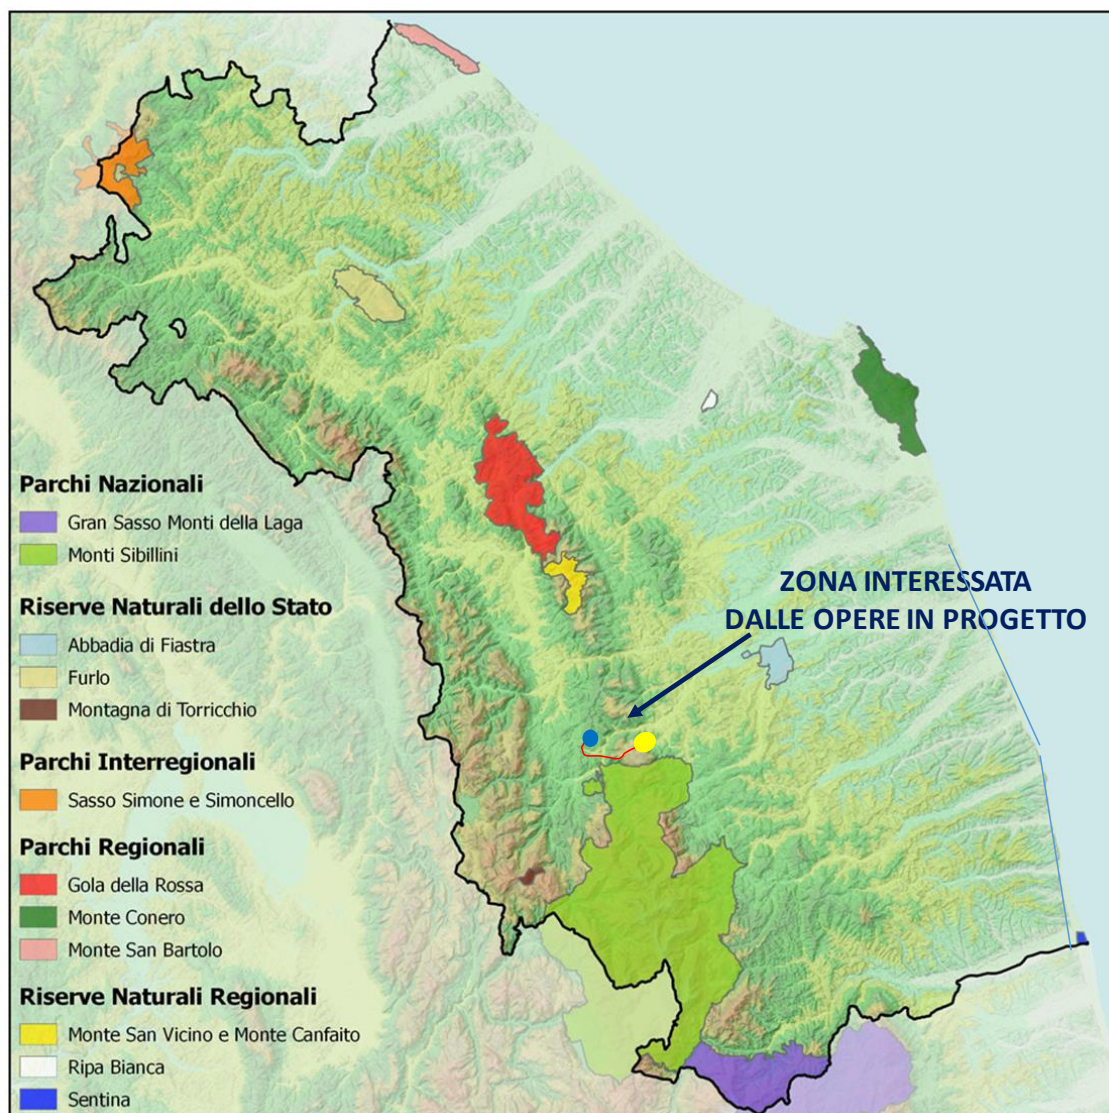 Parchi Nazionali
Gran Sasso Monti della Laga
Monti Sibillini
Riserve Naturali dello Stato
Abbadia di Fiastra
Furlo
Montagna di Torricchio
Parchi Interregionali
Sasso Simone e Simoncello
Parchi Regionali
Gola della Rossa
Monte Conero
Monte San Bartolo
Riserve Naturali Regionali
Monte San Vicino e Monte Canfaito
Ripa Bianca
Sentina
ZONA INTERESSATA
DALLE OPERE IN PROGETTO